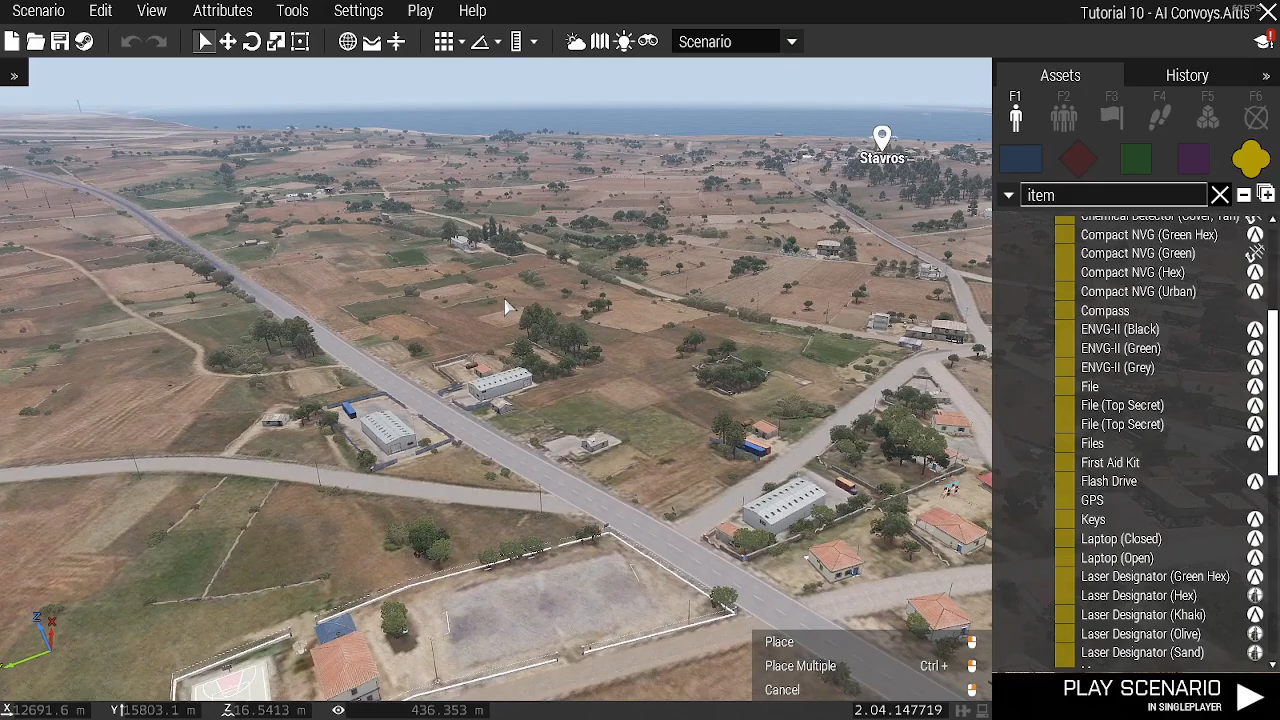 Scenario Edit View Attributes Tools Settings Play Help
Tutorial 10 - AI Convoys.Altis
Scenario
Assets History
F1 F2 F3 F4 F5 F6
item
Stavros
Chemical Detector (Cover, Tan)
Compact NVG (Green Hex)
Compact NVG (Green)
Compact NVG (Hex)
Compact NVG (Urban)
Compass
ENVG-II (Black)
ENVG-II (Green)
ENVG-II (Grey)
File
File (Top Secret)
File (Top Secret)
Files
First Aid Kit
Flash Drive
GPS
Keys
Laptop (Closed)
Laptop (Open)
Laser Designator (Green Hex)
Laser Designator (Hex)
Laser Designator (Khaki)
Laser Designator (Olive)
Laser Designator (Sand)
Place
Place Multiple Ctrl +
Cancel
X 12691.6 m Y 15803.1 m Z 16.5413 m 436.353 m 2.04.147719
PLAY SCENARIO
IN SINGLEPLAYER